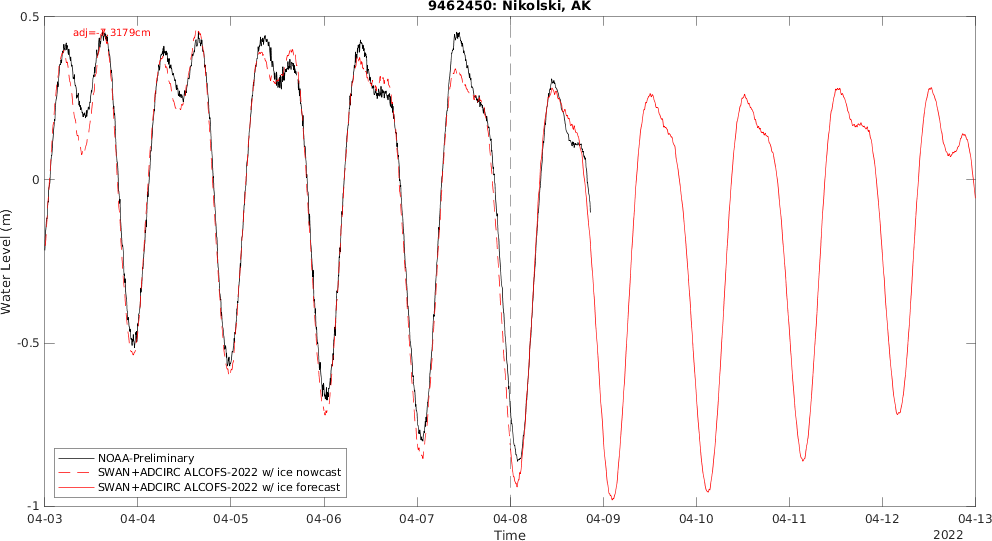 9462450: Nikolski, AK
0.5
0
-0.5
-1
Water Level (m)
NOAA-Preliminary
SWAN+ADCIRC ALCOFS-2022 w/ ice nowcast
SWAN+ADCIRC ALCOFS-2022 w/ ice forecast
04-03 04-04 04-05 04-06 04-07 04-08 04-09 04-10 04-11 04-12 04-13
Time
2022